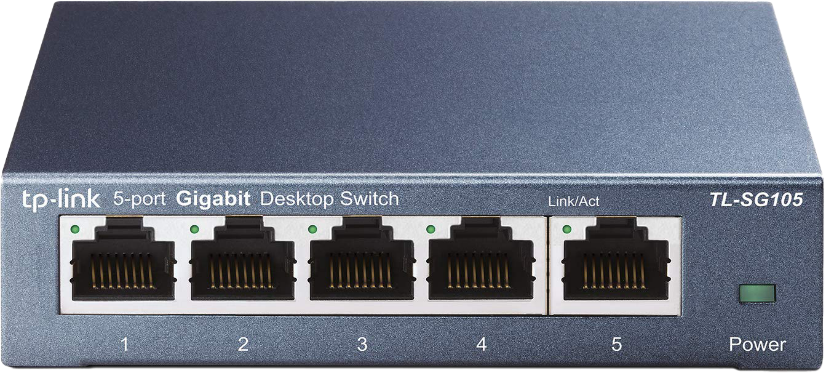 tp-link 5-port Gigabit Desktop Switch Link/Act TL-SG105
1 2 3 4 5 Power